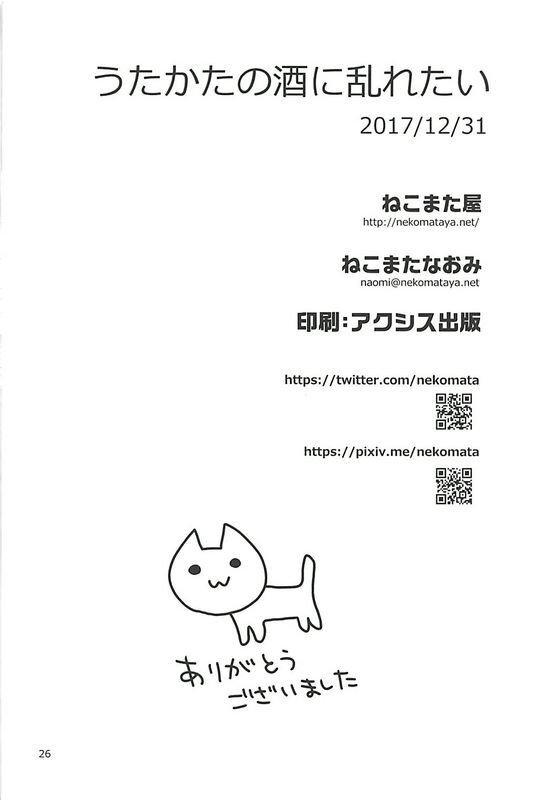 うたかたの酒に乱れたい
2017/12/31
ねこまた屋
http://nekomataya.net/
ねこまたなおみ
naomi@nekomataya.net
印刷:アクシス出版
https://twitter.com/nekomata
https://pixiv.me/nekomata
ありがとう
ございました
26